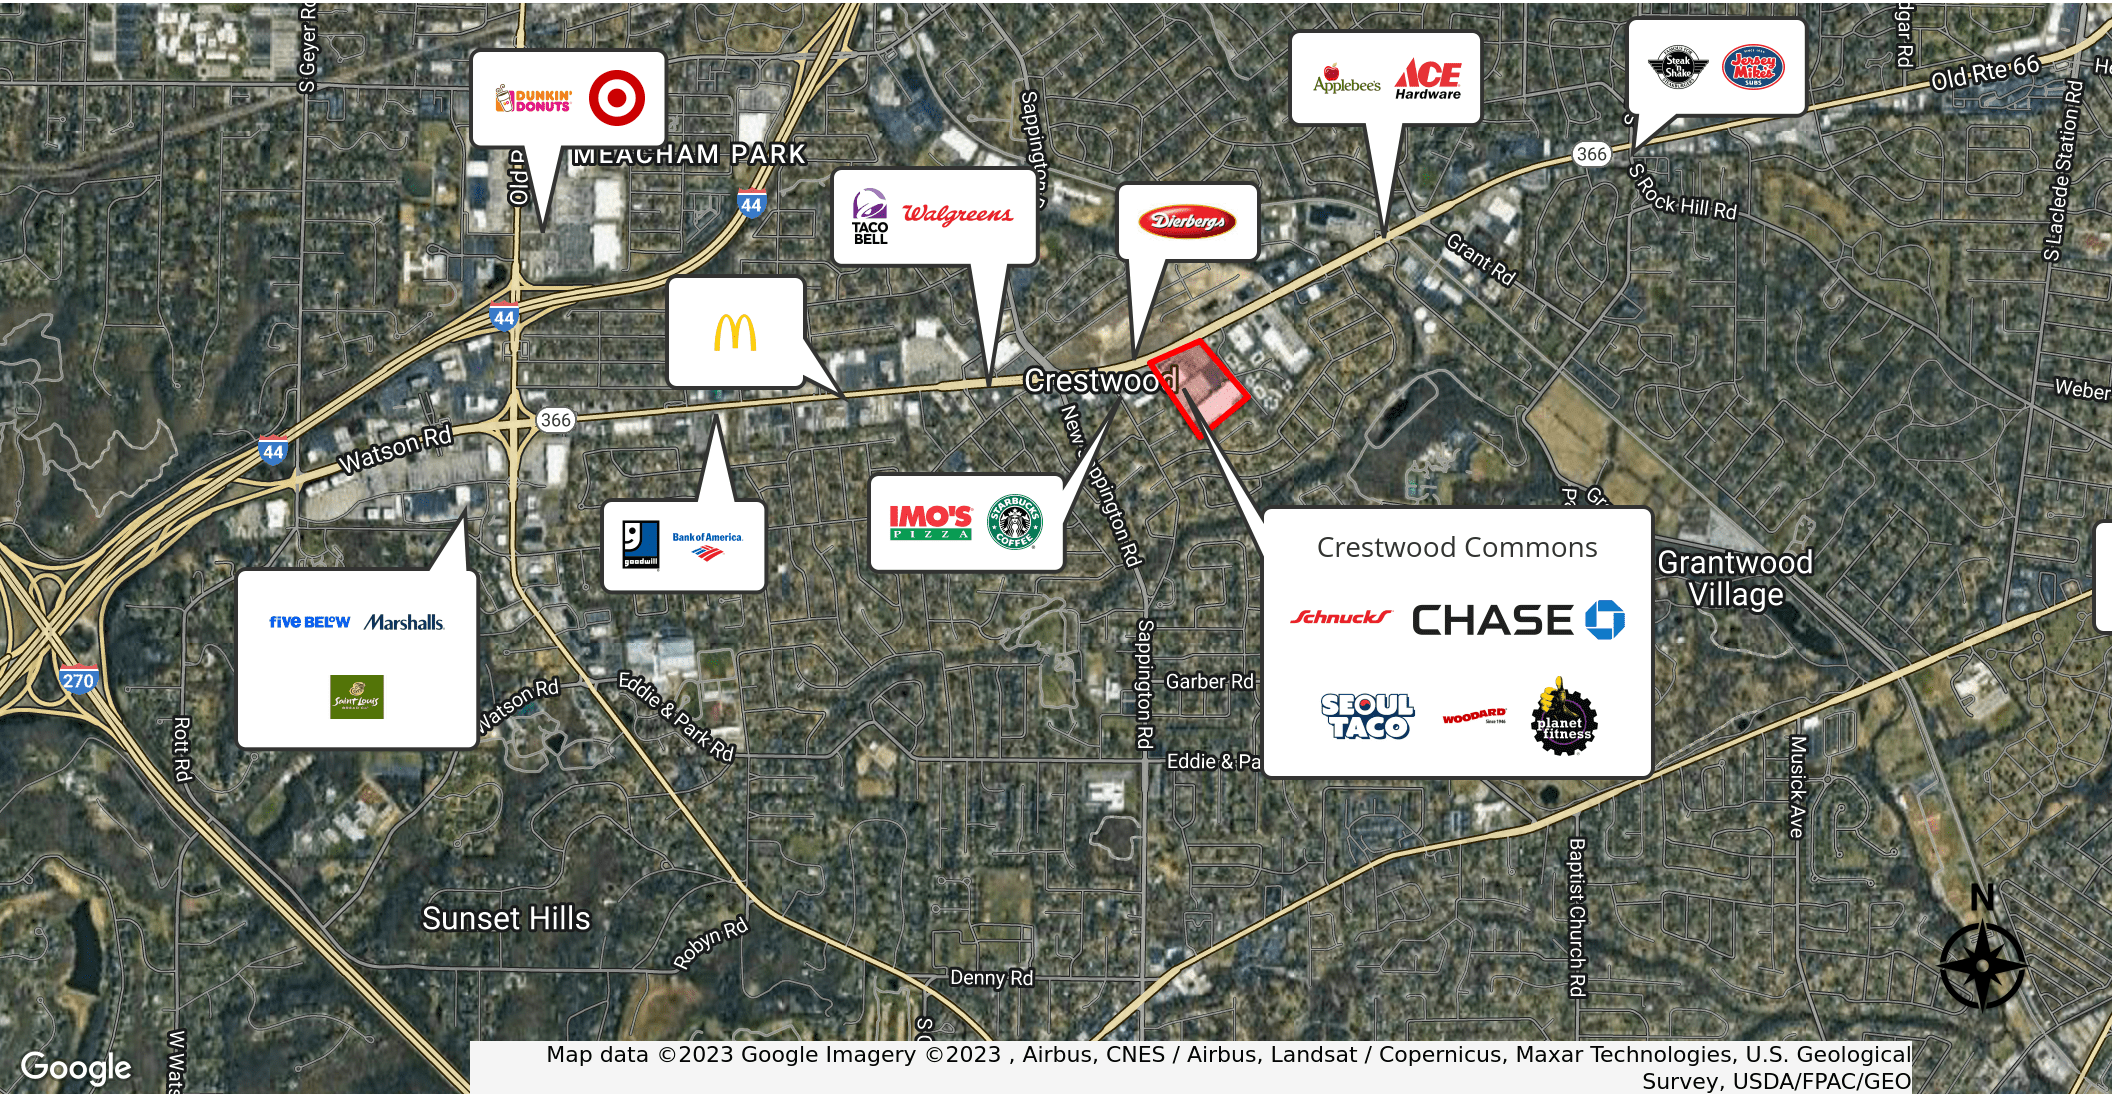 S Geyer Rd
DUNKIN'
DONUTS
MEACHAM PARK
Old
44
Sappington
TACO
BELL
Walgreens
Dierbergs
Applebee's
ACE
Hardware
FAMOUS FOR
Steak
'n
Shake
Jersey
Mike's
SUBS
Old Rte 66
S Laclede Station Rd
366
S Rock Hill Rd
Grant Rd
44
44
366
Watson Rd
Crestwood
New Sappington Rd
Weber
goodwill
Bank of America.
IMO'S
PIZZA
STARBUCKS
COFFEE
five BELoW
Marshalls.
Saint Louis
BREAD CO.
270
Rott Rd
Watson Rd
Eddie & Park Rd
Sappington Rd
Garber Rd
Eddie & Pa
Crestwood Commons
Schnucks
CHASE
SEOUL
TACO
WOODARD
Since 1946
planet
fitness
Grantwood
Village
Musick Ave
Baptist Church Rd
Sunset Hills
Robyn Rd
Denny Rd
W Wats
N
Google
Map data ©2023 Google Imagery ©2023 , Airbus, CNES / Airbus, Landsat / Copernicus, Maxar Technologies, U.S. Geological
Survey, USDA/FPAC/GEO